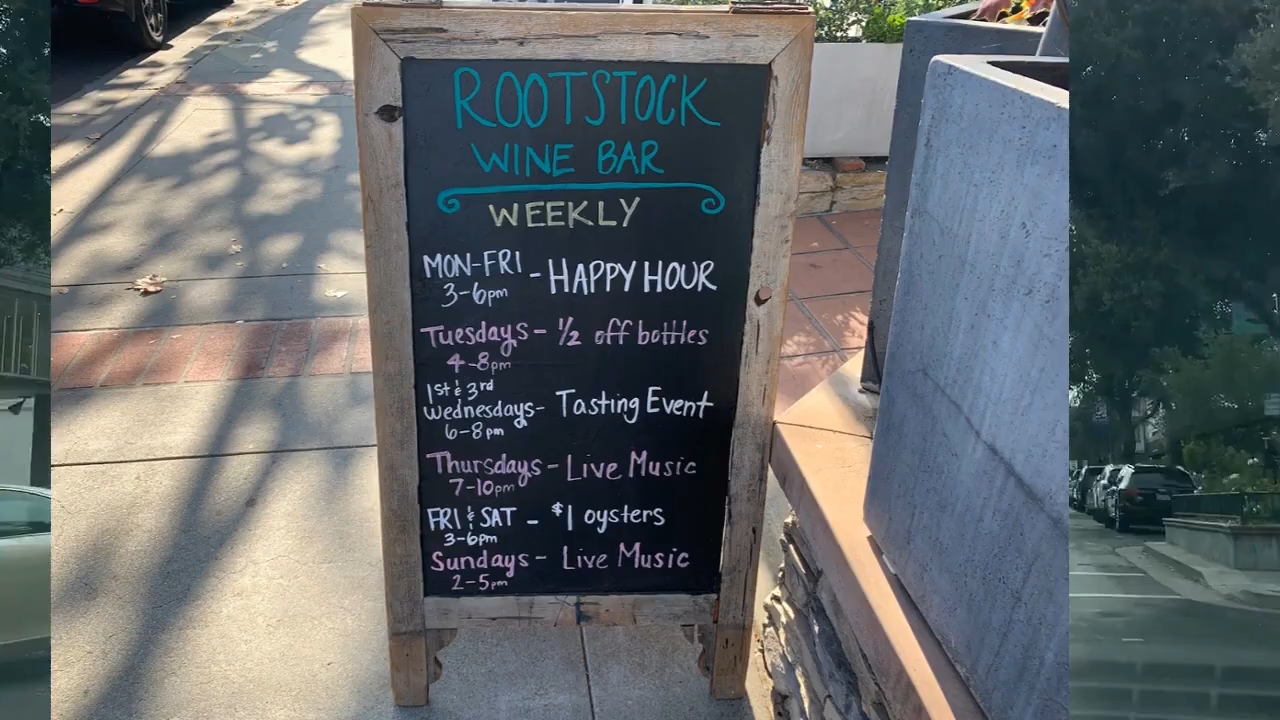 ROOTSTOCK
WINE BAR
WEEKLY
MON-FRI - HAPPY HOUR
3-6pm
Tuesdays - 1/2 off bottles
4-8pm
1st & 3rd
Wednesdays - Tasting Event
6-8pm
Thursdays - Live Music
7-10pm
FRI & SAT - $1 oysters
3-6pm
Sundays - Live Music
2-5pm